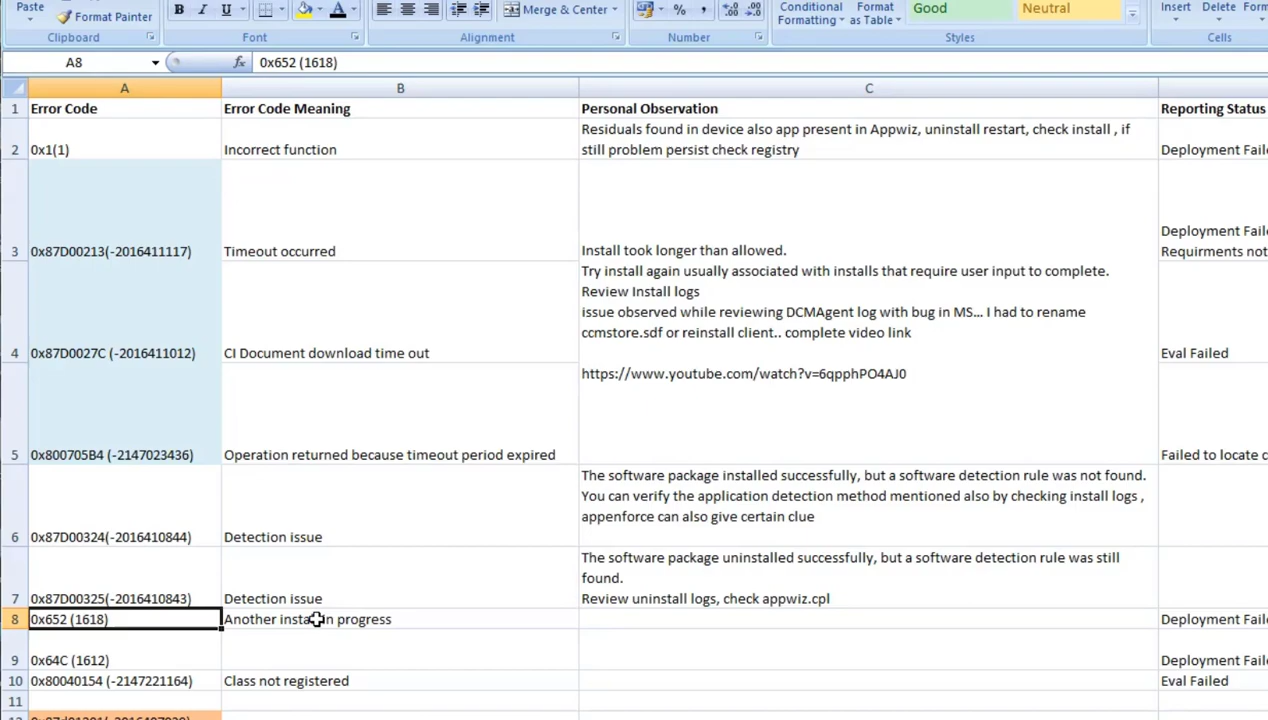 Paste
Format Painter
B I U A
Merge & Center
% ,
Conditional Formatting
Format as Table
Good
Neutral
Insert
Delete
Clipboard
Font
Alignment
Number
Styles
Cells
A8 fx 0x652 (1618)
A B C
1 Error Code Error Code Meaning Personal Observation Reporting Status
Residuals found in device also app present in Appwiz, uninstall restart, check install , if
2 0x1(1) Incorrect function still problem persist check registry Deployment Faile
Deployment Faile
3 0x87D00213(-2016411117) Timeout occurred Install took longer than allowed. Requirments not
Try install again usually associated with installs that require user input to complete.
Review Install logs
issue observed while reviewing DCMAgent log with bug in MS... I had to rename
ccmstore.sdf or reinstall client.. complete video link
4 0x87D0027C (-2016411012) CI Document download time out Eval Failed
https://www.youtube.com/watch?v=6qpphPO4AJ0
5 0x800705B4 (-2147023436) Operation returned because timeout period expired Failed to locate c
The software package installed successfully, but a software detection rule was not found.
You can verify the application detection method mentioned also by checking install logs ,
appenforce can also give certain clue
6 0x87D00324(-2016410844) Detection issue
The software package uninstalled successfully, but a software detection rule was still
found.
7 0x87D00325(-2016410843) Detection issue Review uninstall logs, check appwiz.cpl
8 0x652 (1618) Another install in progress Deployment Faile
9 0x64C (1612) Deployment Faile
10 0x80040154 (-2147221164) Class not registered Eval Failed
11